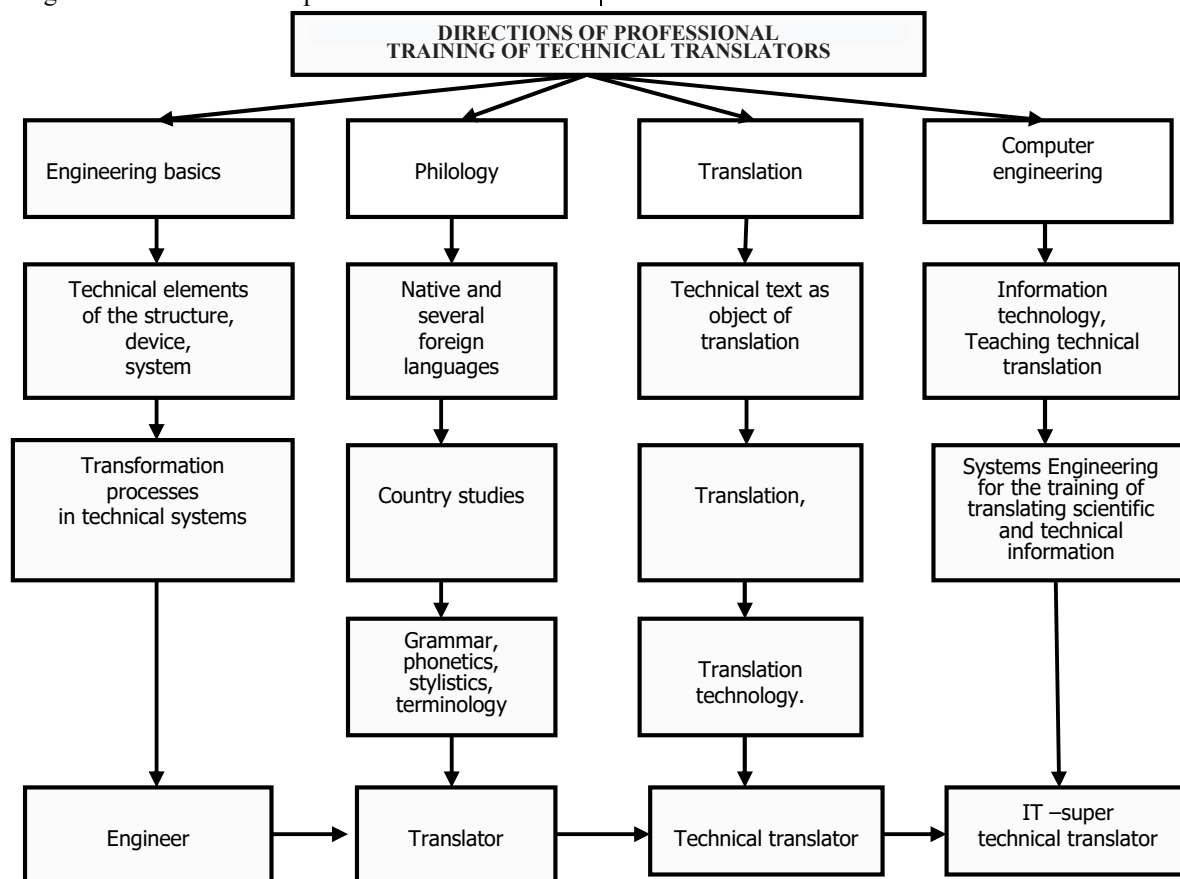 DIRECTIONS OF PROFESSIONAL
TRAINING OF TECHNICAL TRANSLATORS
Engineering basics
Philology
Translation
Computer
engineering
Technical elements
of the structure,
device,
system
Native and
several
foreign
languages
Technical text as
object of
translation
Information
technology,
Teaching technical
translation
Transformation
processes
in technical systems
Country studies
Translation,
Systems Engineering
for the training of
translating scientific
and technical
information
Grammar,
phonetics,
stylistics,
terminology
Translation
technology.
Engineer
Translator
Technical translator
IT –super
technical translator